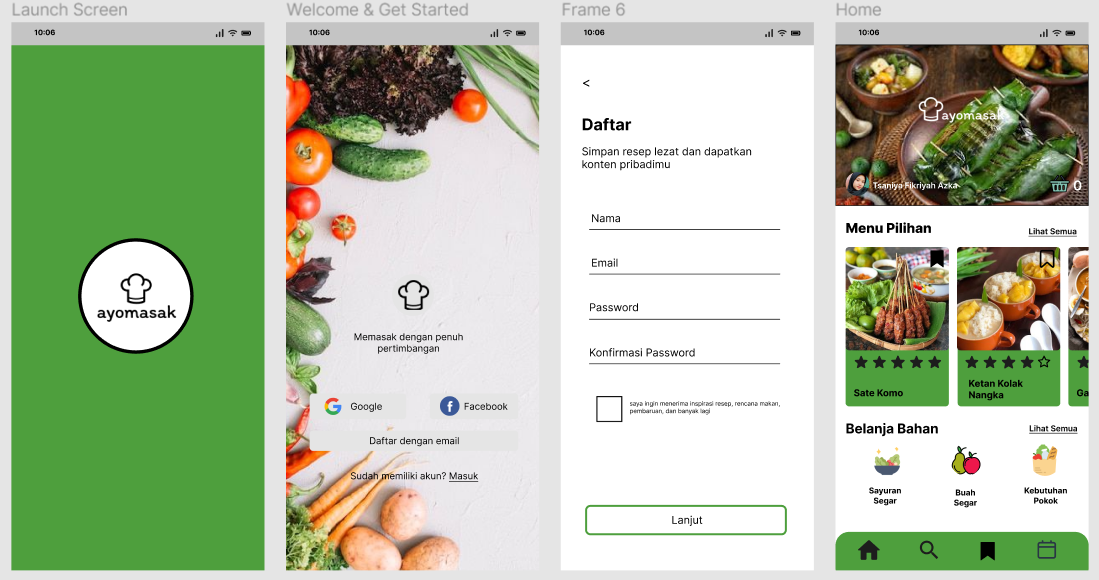 Launch Screen
10:06
ayomasak
Welcome & Get Started
10:06
Memasak dengan penuh
pertimbangan
Google
Facebook
Daftar dengan email
Sudah memiliki akun? Masuk
Frame 6
10:06
<
Daftar
Simpan resep lezat dan dapatkan
konten pribadimu
Nama
Email
Password
Konfirmasi Password
saya ingin menerima inspirasi resep, rencana makan,
pembaruan, dan banyak lagi
Lanjut
Home
10:06
ayomasak
Tsaniya Fikriyah Azka
0
Menu Pilihan
Lihat Semua
Sate Komo
Ketan Kolak
Nangka
Ga
Belanja Bahan
Lihat Semua
Sayuran
Segar
Buah
Segar
Kebutuhan
Pokok